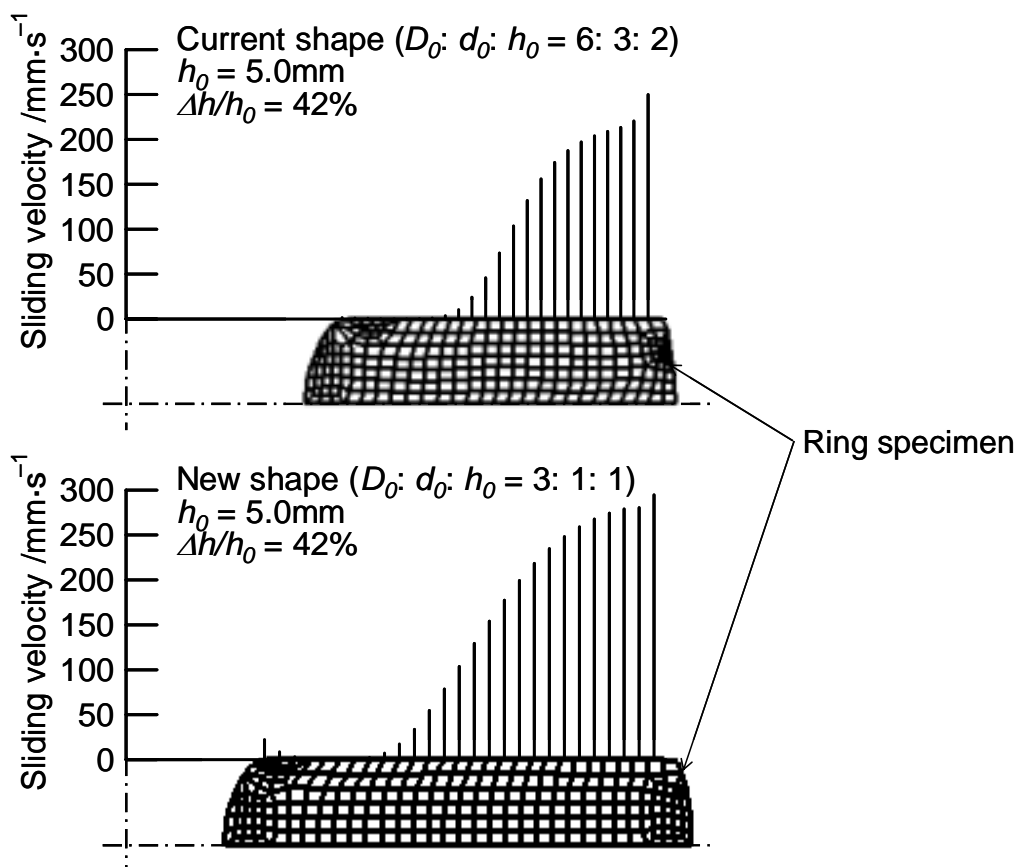 Sliding velocity /mm·s⁻¹
300
250
200
150
100
50
0
Current shape (D₀: d₀: h₀ = 6: 3: 2)
h₀ = 5.0mm
Δh/h₀ = 42%
Ring specimen
Sliding velocity /mm·s⁻¹
300
250
200
150
100
50
0
New shape (D₀: d₀: h₀ = 3: 1: 1)
h₀ = 5.0mm
Δh/h₀ = 42%